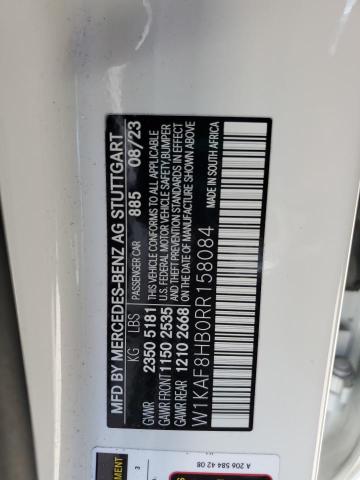 MFD BY MERCEDES-BENZ AG STUTTGART
KG LBS PASSENGER CAR 885 08/23
GVWR 2350 5181 THIS VEHICLE CONFORMS TO ALL APPLICABLE
GAWR FRONT 1150 2535 U.S. FEDERAL MOTOR VEHICLE SAFETY, BUMPER
GAWR REAR 1210 2668 AND THEFT PREVENTION STANDARDS IN EFFECT
ON THE DATE OF MANUFACTURE SHOWN ABOVE
W1KAF8HB0RR158084
MADE IN SOUTH AFRICA
A 206 584 42 08
3